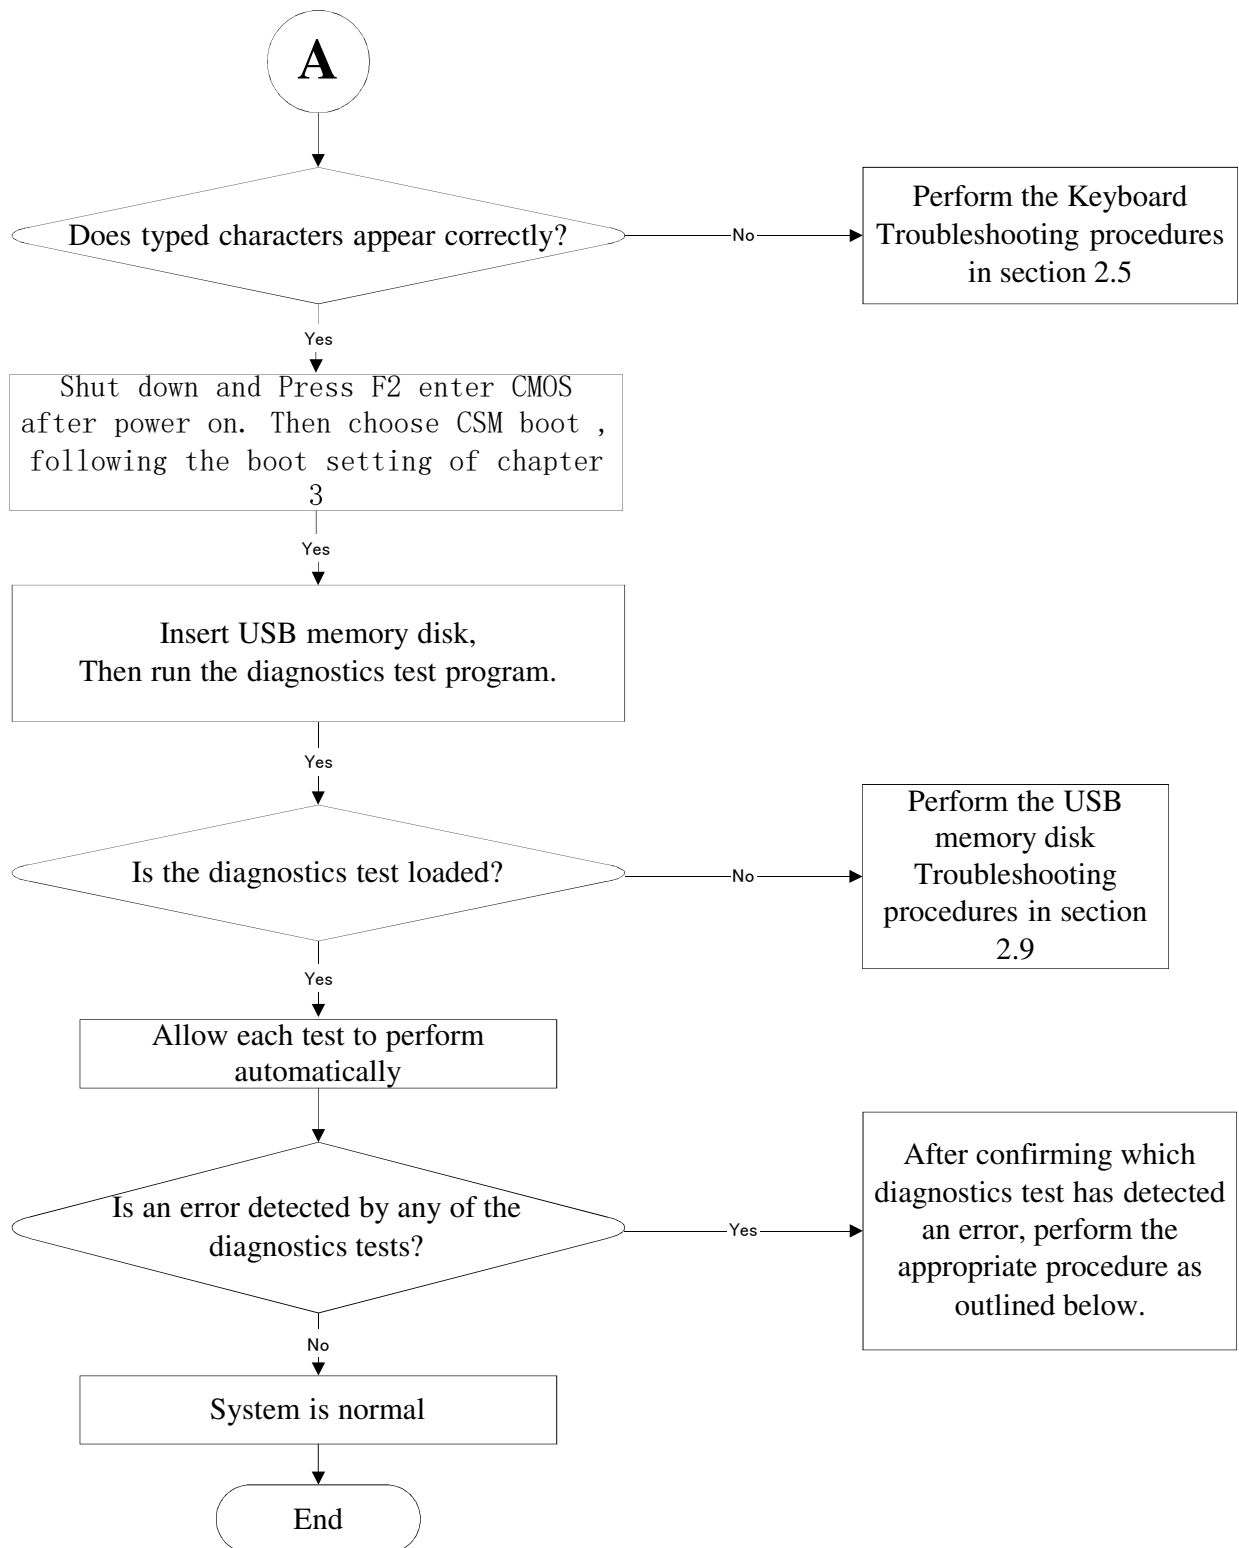 A
Does typed characters appear correctly?
No
Perform the Keyboard
Troubleshooting procedures
in section 2.5
Yes
Shut down and Press F2 enter CMOS
after power on. Then choose CSM boot ,
following the boot setting of chapter
3
Yes
Insert USB memory disk,
Then run the diagnostics test program.
Yes
Is the diagnostics test loaded?
No
Perform the USB
memory disk
Troubleshooting
procedures in section
2.9
Yes
Allow each test to perform
automatically
Is an error detected by any of the
diagnostics tests?
Yes
After confirming which
diagnostics test has detected
an error, perform the
appropriate procedure as
outlined below.
No
System is normal
End